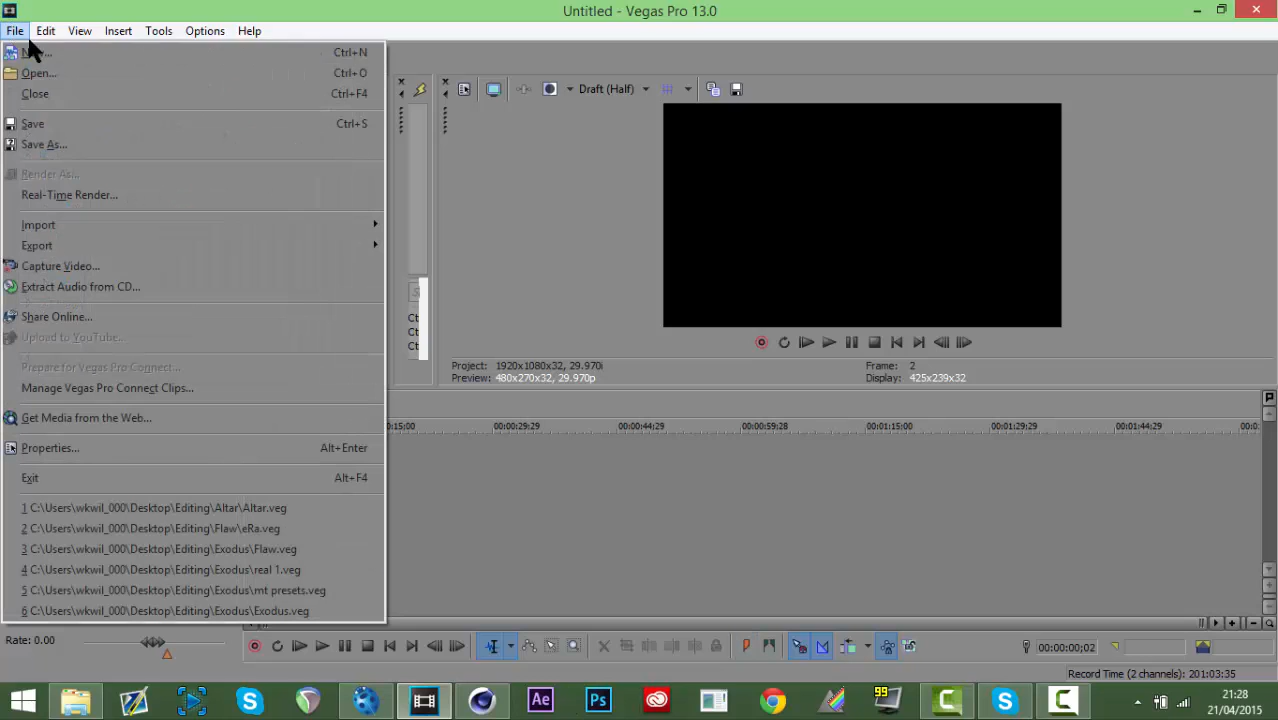 Untitled - Vegas Pro 13.0
File Edit View Insert Tools Options Help
Ctrl+N
Open... Ctrl+O
Close Ctrl+F4
Save Ctrl+S
Save As...
Render As...
Real-Time Render...
Import
Export
Capture Video...
Extract Audio from CD...
Share Online...
Upload to YouTube...
Prepare for Vegas Pro Connect...
Manage Vegas Pro Connect Clips...
Get Media from the Web...
Properties... Alt+Enter
Exit Alt+F4
1 C:\Users\wkwil_000\Desktop\Editing\Altar\Altar.veg
2 C:\Users\wkwil_000\Desktop\Editing\Flaw\eRa.veg
3 C:\Users\wkwil_000\Desktop\Editing\Exodus\Flaw.veg
4 C:\Users\wkwil_000\Desktop\Editing\Exodus\real 1.veg
5 C:\Users\wkwil_000\Desktop\Editing\Exodus\mt presets.veg
6 C:\Users\wkwil_000\Desktop\Editing\Exodus\Exodus.veg
Draft (Half)
S
Ct
Ct
Ct
Project: 1920x1080x32, 29.970i Frame: 2
Preview: 480x270x32, 29.970p Display: 425x239x32
:15:00 00:00:29:29 00:00:44:29 00:00:59:28 00:01:15:00 00:01:29:29 00:01:44:29 00:0
Rate: 0.00
00:00:00;02
Record Time (2 channels): 201:03:35
Ae Ps 99
21:28
21/04/2015